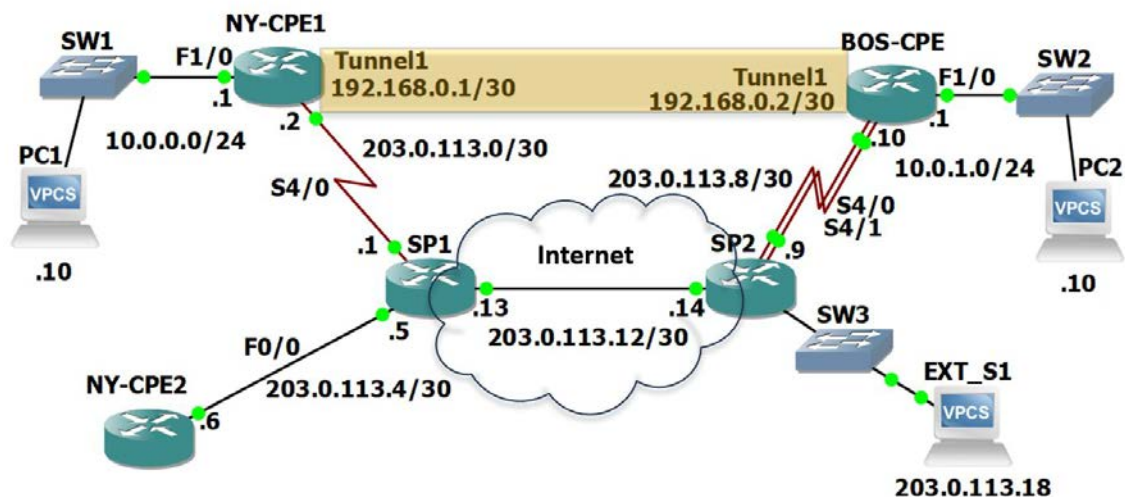 NY-CPE1
SW1
F1/0
.1
.2
Tunnel1
192.168.0.1/30
Tunnel1
192.168.0.2/30
BOS-CPE
F1/0
SW2
.1
.10
10.0.0.0/24
203.0.113.0/30
10.0.1.0/24
PC1
VPCS
.10
S4/0
203.0.113.8/30
S4/0
S4/1
PC2
VPCS
.10
.1
SP1
Internet
SP2
.9
.13
.14
203.0.113.12/30
.5
F0/0
203.0.113.4/30
SW3
NY-CPE2
.6
EXT_S1
VPCS
203.0.113.18